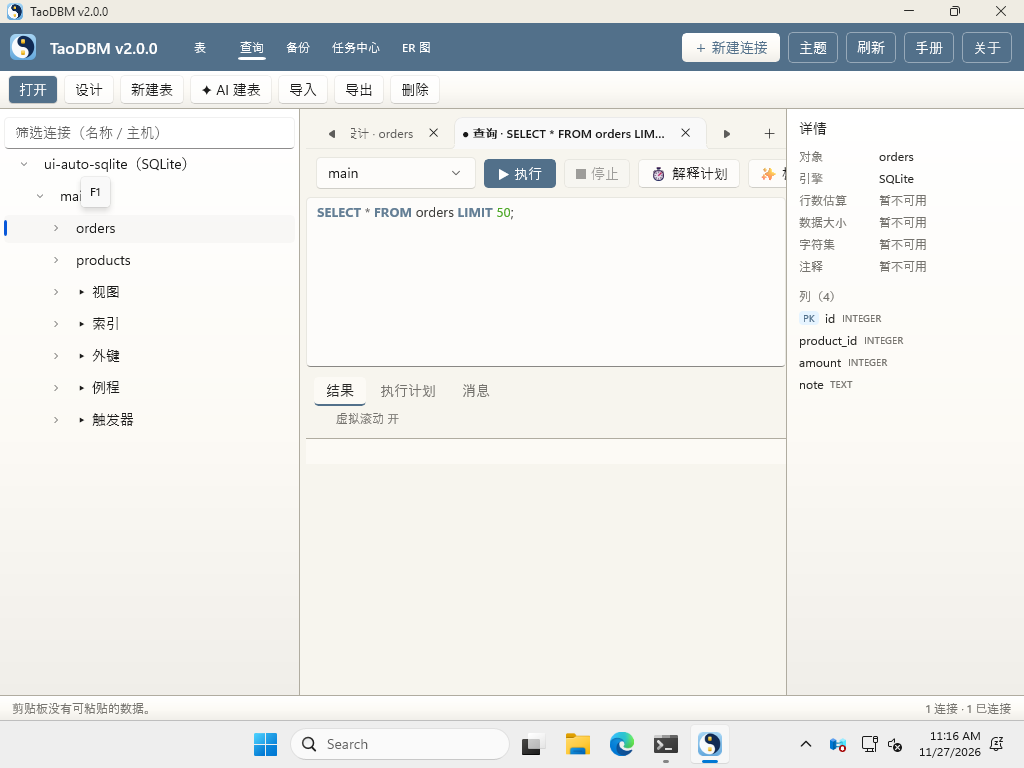 TaoDBM v2.0.0
TaoDBM v2.0.0
表
查询
备份
任务中心
ER 图
+ 新建连接
主题
刷新
手册
关于
打开
设计
新建表
✦ AI 建表
导入
导出
删除
筛选连接（名称 / 主机）
ui-auto-sqlite（SQLite）
mai
F1
orders
products
▸ 视图
▸ 索引
▸ 外键
▸ 例程
▸ 触发器
设计 · orders
● 查询 · SELECT * FROM orders LIM...
main
▶ 执行
■ 停止
解释计划
SELECT * FROM orders LIMIT 50;
结果
执行计划
消息
虚拟滚动 开
详情
对象 orders
引擎 SQLite
行数估算 暂不可用
数据大小 暂不可用
字符集 暂不可用
注释 暂不可用
列（4）
PK id INTEGER
product_id INTEGER
amount INTEGER
note TEXT
剪贴板没有可粘贴的数据。
1 连接 · 1 已连接
Search
11:16 AM
11/27/2026